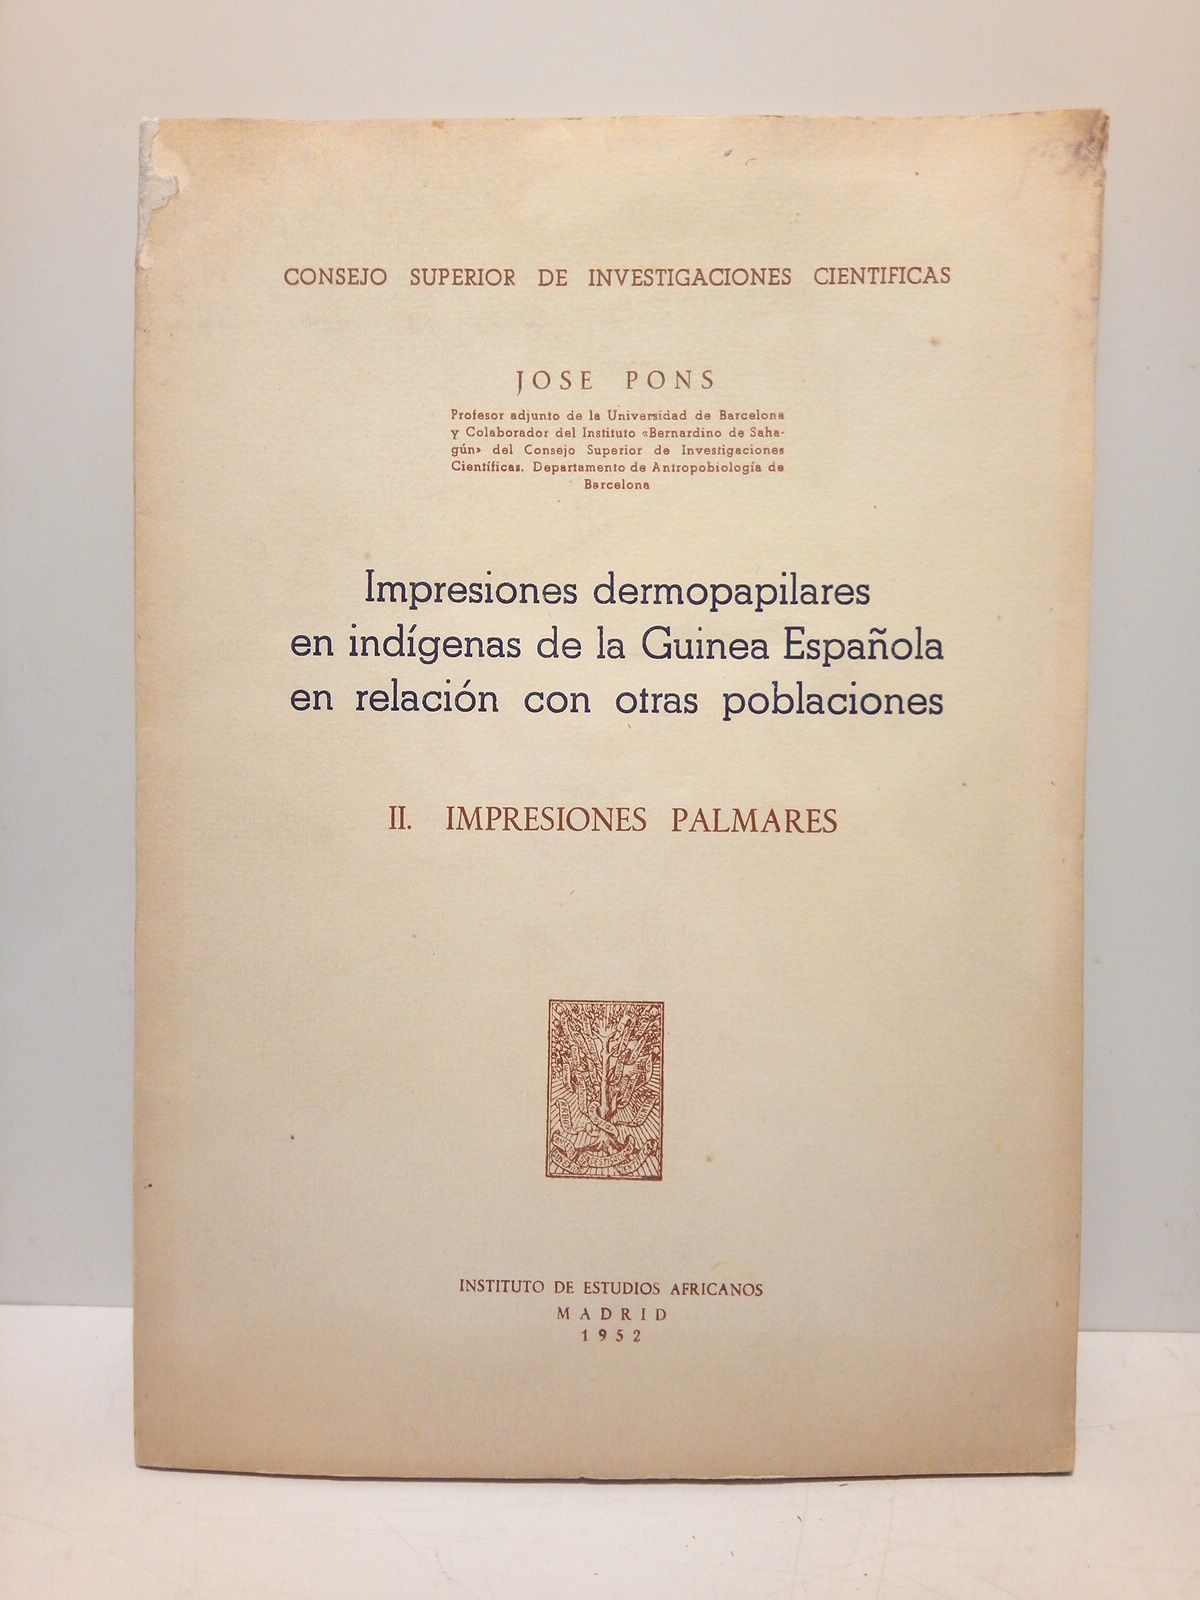 CONSEJO SUPERIOR DE INVESTIGACIONES CIENTIFICAS
JOSE PONS
Profesor adjunto de la Universidad de Barcelona
y Colaborador del Instituto «Bernardino de Saha-
gún» del Consejo Superior de Investigaciones
Científicas. Departamento de Antropobiología de
Barcelona
Impresiones dermopapilares
en indígenas de la Guinea Española
en relación con otras poblaciones
II. IMPRESIONES PALMARES
INSTITUTO DE ESTUDIOS AFRICANOS
MADRID
1952